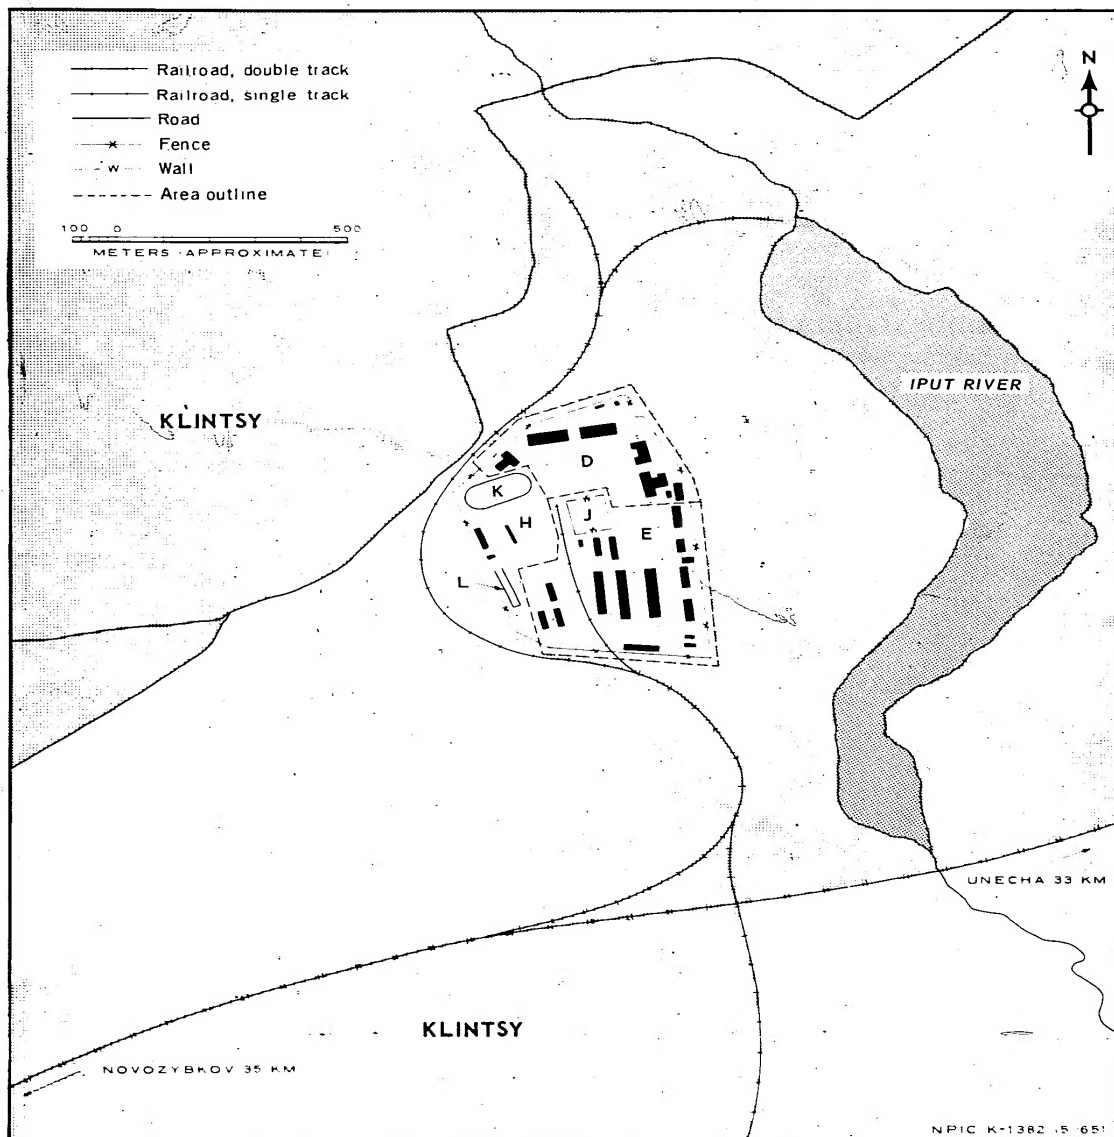 Railroad, double track
Railroad, single track
Road
Fence
Wall
Area outline
100 0 500
METERS (APPROXIMATE)
N
KLINTSY
IPUT RIVER
D
K
J
H
E
L
UNECHA 33 KM
KLINTSY
NOVOZYBKOV 35 KM
NPIC K-1382 (5/65)